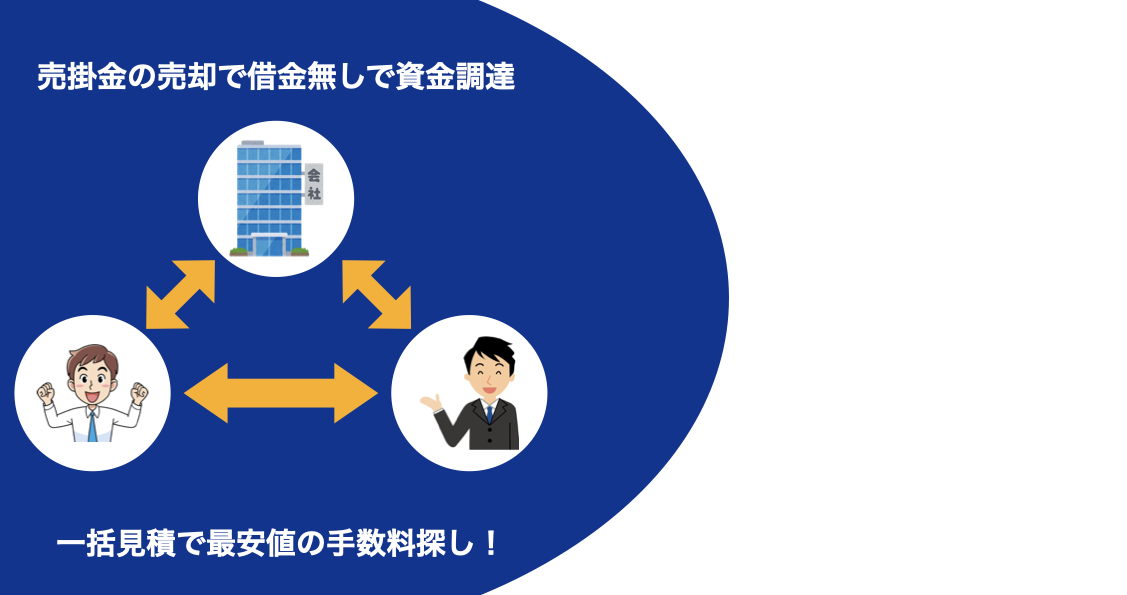 売掛金の売却で借金無しで資金調達
会社
一括見積で最安値の手数料探し！